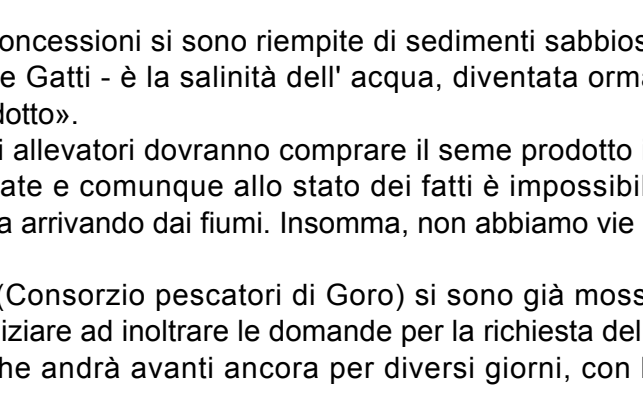 oncessioni si sono riempite di sedimenti sabbios
e Gatti - è la salinità dell' acqua, diventata orma
dotto».
i allevatori dovranno comprare il seme prodotto
ate e comunque allo stato dei fatti è impossibil
a arrivando dai fiumi. Insomma, non abbiamo vie
(Consorzio pescatori di Goro) si sono già moss
iziare ad inoltrare le domande per la richiesta del
he andrà avanti ancora per diversi giorni, con